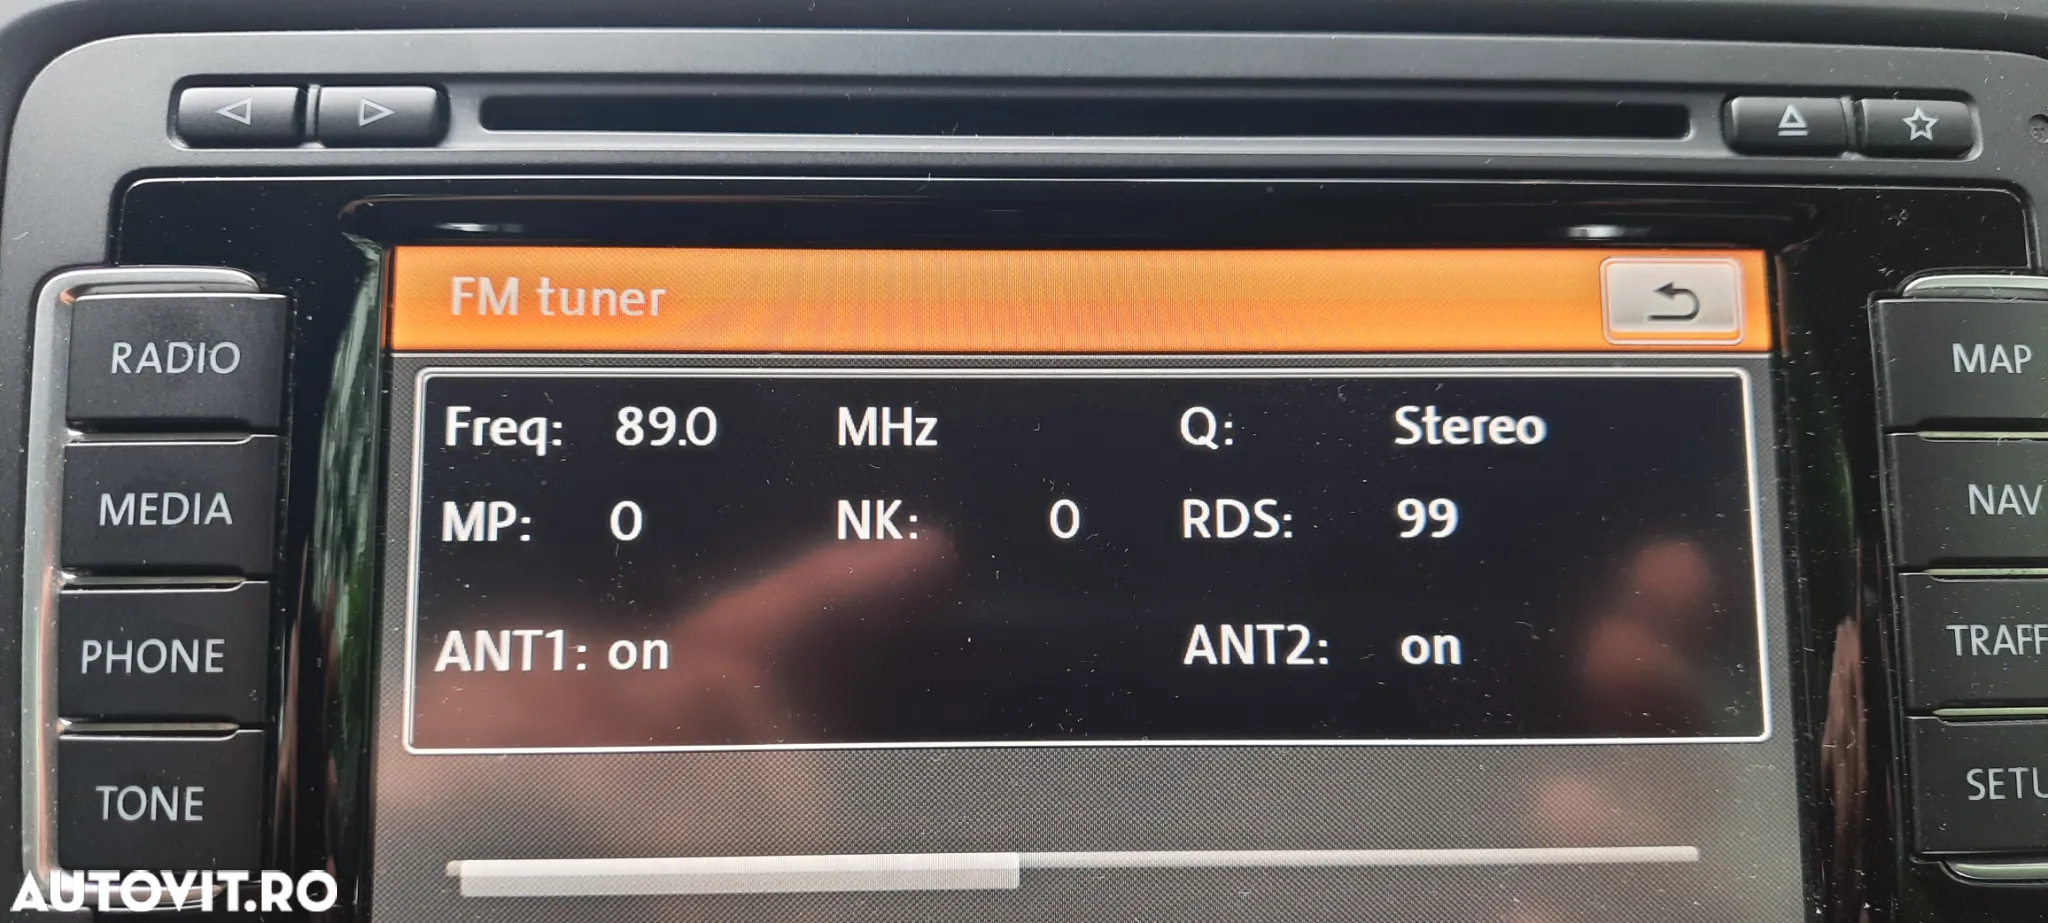 FM tuner
RADIO
MAP
Freq: 89.0 MHz Q: Stereo
MEDIA
NAV
MP: 0 NK: 0 RDS: 99
PHONE
TRAFF
ANT1: on ANT2: on
TONE
SETU
AUTOVIT.RO